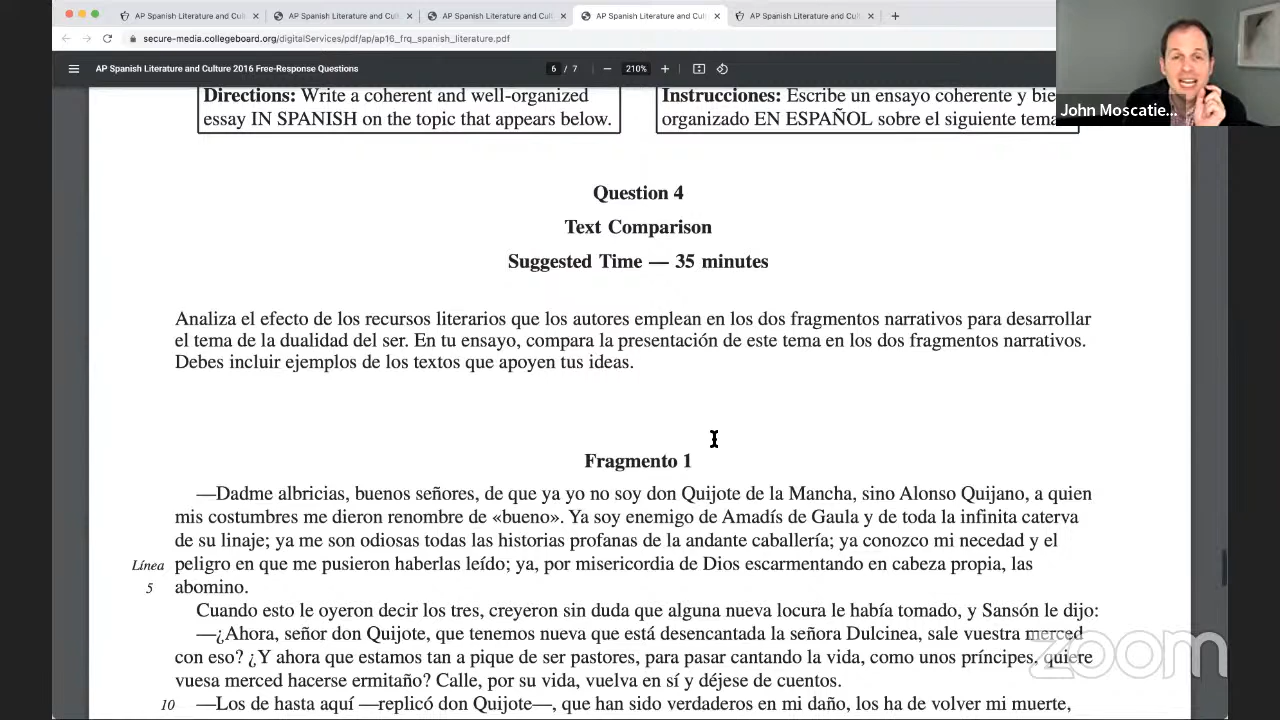 AP Spanish Literature and Cult
AP Spanish Literature and Cult
AP Spanish Literature and Cult
AP Spanish Literature and Cult
AP Spanish Literature and Cult
secure-media.collegeboard.org/digitalServices/pdf/ap/ap16_frq_spanish_literature.pdf
AP Spanish Literature and Culture 2016 Free-Response Questions
6 / 7
210%
John Moscatie...
Directions: Write a coherent and well-organized
essay IN SPANISH on the topic that appears below.
Instrucciones: Escribe un ensayo coherente y bie
organizado EN ESPAÑOL sobre el siguiente tema
Question 4
Text Comparison
Suggested Time — 35 minutes
Analiza el efecto de los recursos literarios que los autores emplean en los dos fragmentos narrativos para desarrollar
el tema de la dualidad del ser. En tu ensayo, compara la presentación de este tema en los dos fragmentos narrativos.
Debes incluir ejemplos de los textos que apoyen tus ideas.
Fragmento 1
—Dadme albricias, buenos señores, de que ya yo no soy don Quijote de la Mancha, sino Alonso Quijano, a quien
mis costumbres me dieron renombre de «bueno». Ya soy enemigo de Amadís de Gaula y de toda la infinita caterva
de su linaje; ya me son odiosas todas las historias profanas de la andante caballería; ya conozco mi necedad y el
Línea peligro en que me pusieron haberlas leído; ya, por misericordia de Dios escarmentando en cabeza propia, las
5 abomino.
Cuando esto le oyeron decir los tres, creyeron sin duda que alguna nueva locura le había tomado, y Sansón le dijo:
—¿Ahora, señor don Quijote, que tenemos nueva que está desencantada la señora Dulcinea, sale vuestra merced
con eso? ¿Y ahora que estamos tan a pique de ser pastores, para pasar cantando la vida, como unos príncipes, quiere
vuesa merced hacerse ermitaño? Calle, por su vida, vuelva en sí y déjese de cuentos.
10 —Los de hasta aquí —replicó don Quijote—, que han sido verdaderos en mi daño, los ha de volver mi muerte,
zoom